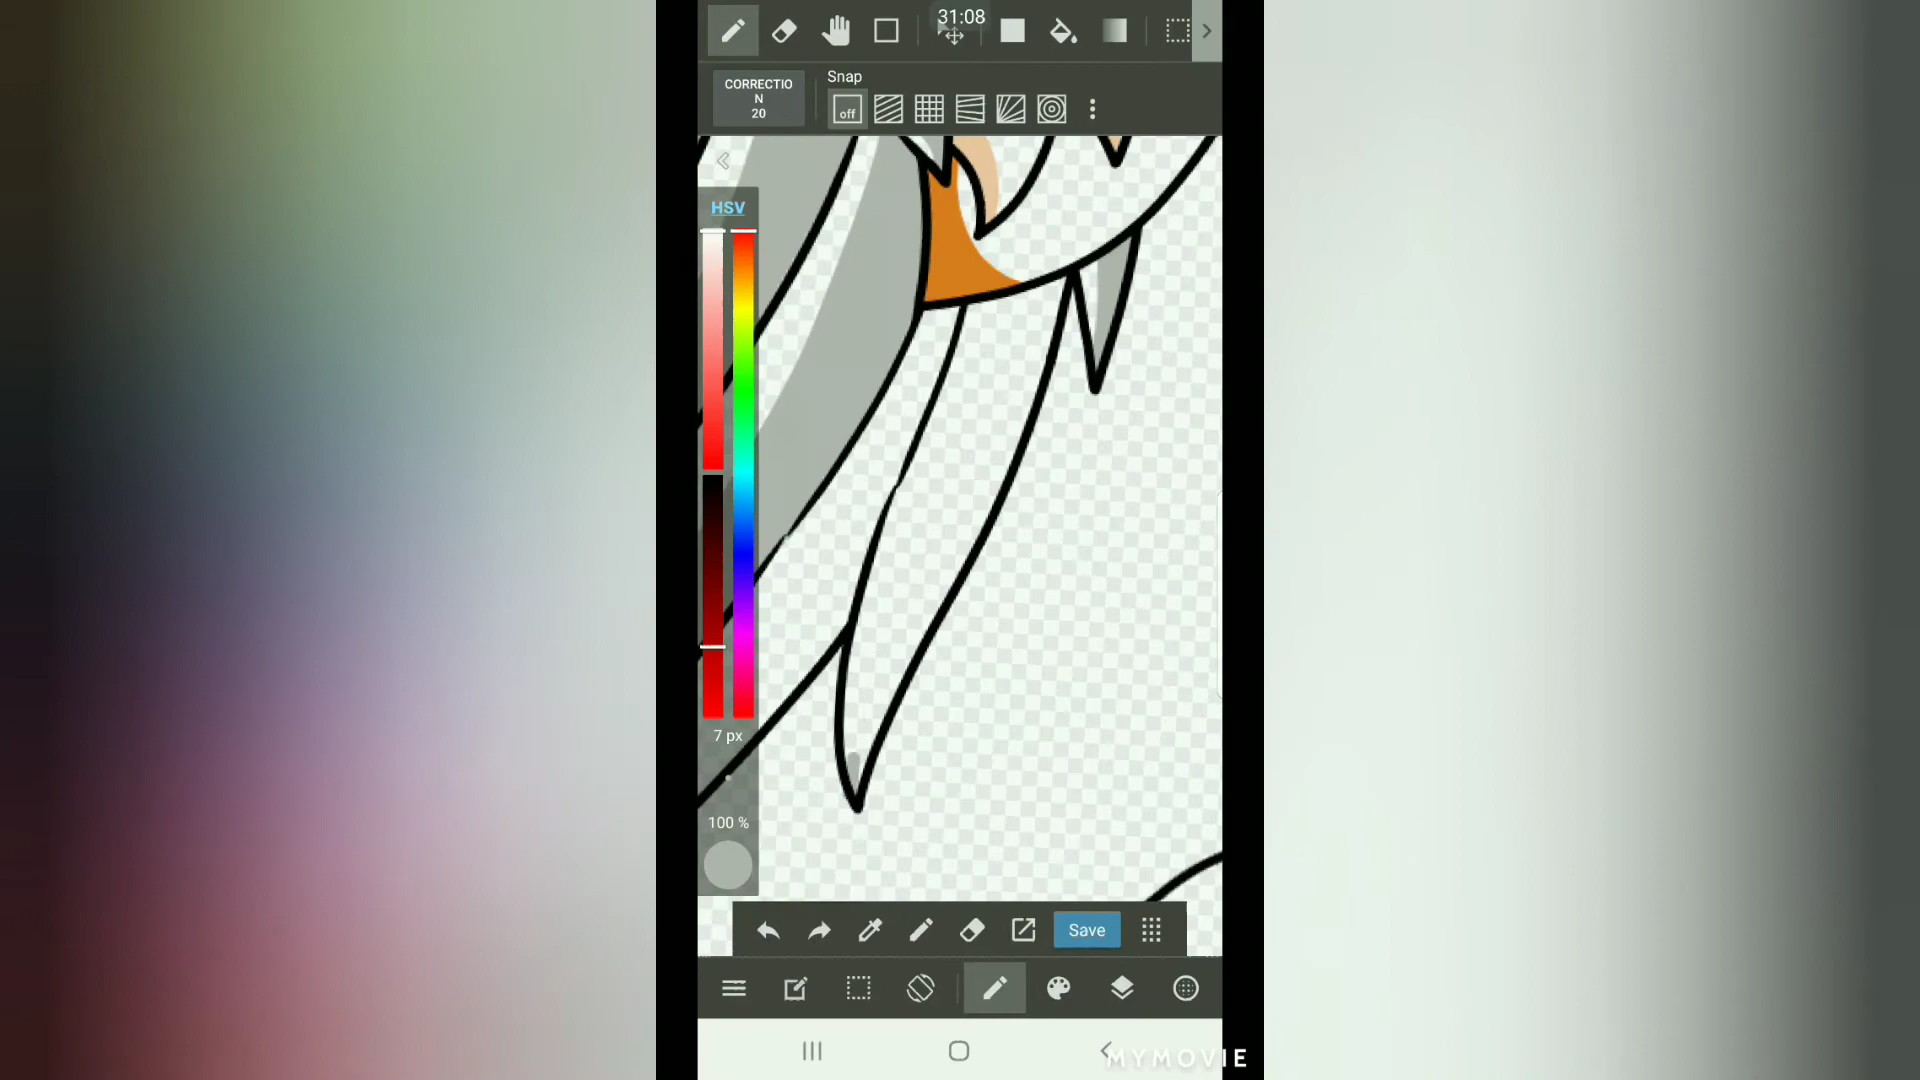 31:08
CORRECTIO
N
20
Snap
off
HSV
7 px
100 %
Save
MYMOVIE